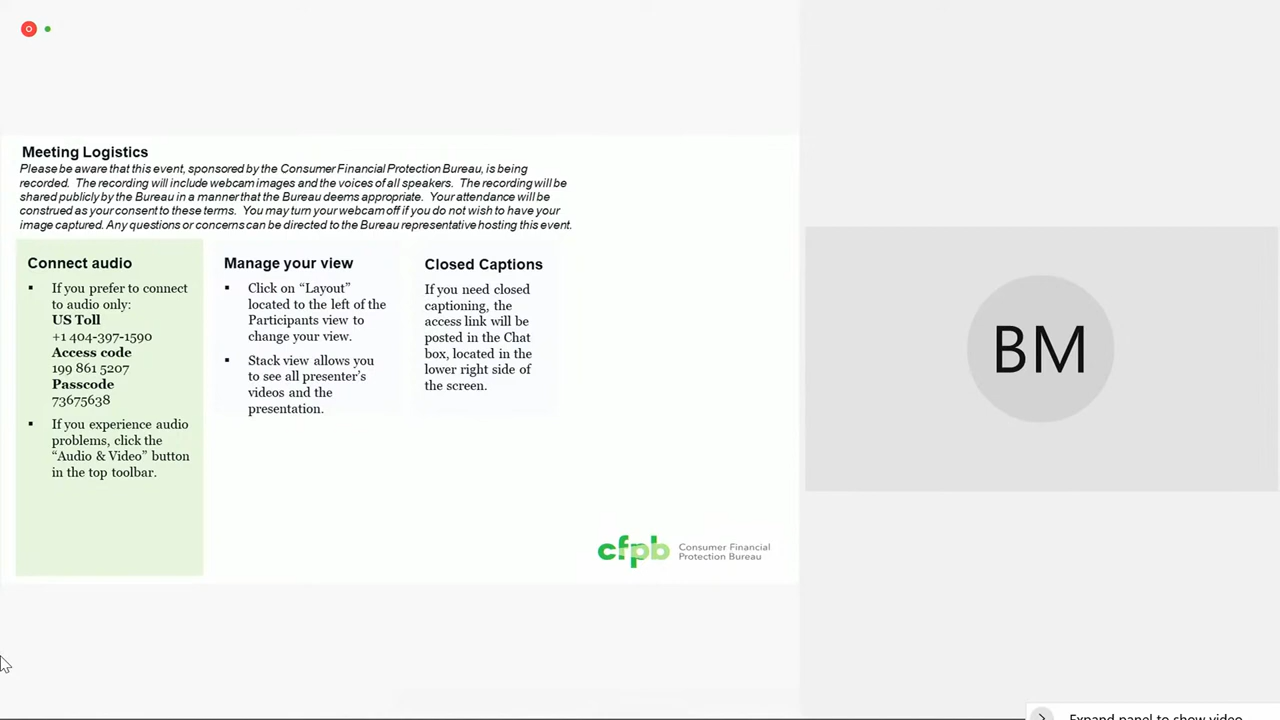 Meeting Logistics
Please be aware that this event, sponsored by the Consumer Financial Protection Bureau, is being
recorded. The recording will include webcam images and the voices of all speakers. The recording will be
shared publicly by the Bureau in a manner that the Bureau deems appropriate. Your attendance will be
construed as your consent to these terms. You may turn your webcam off if you do not wish to have your
image captured. Any questions or concerns can be directed to the Bureau representative hosting this event.
Connect audio
▪ If you prefer to connect
to audio only:
US Toll
+1 404-397-1590
Access code
199 861 5207
Passcode
73675638
▪ If you experience audio
problems, click the
“Audio & Video” button
in the top toolbar.
Manage your view
▪ Click on “Layout”
located to the left of the
Participants view to
change your view.
▪ Stack view allows you
to see all presenter’s
videos and the
presentation.
Closed Captions
If you need closed
captioning, the
access link will be
posted in the Chat
box, located in the
lower right side of
the screen.
cfpb
Consumer Financial
Protection Bureau
BM
Expand panel to show video